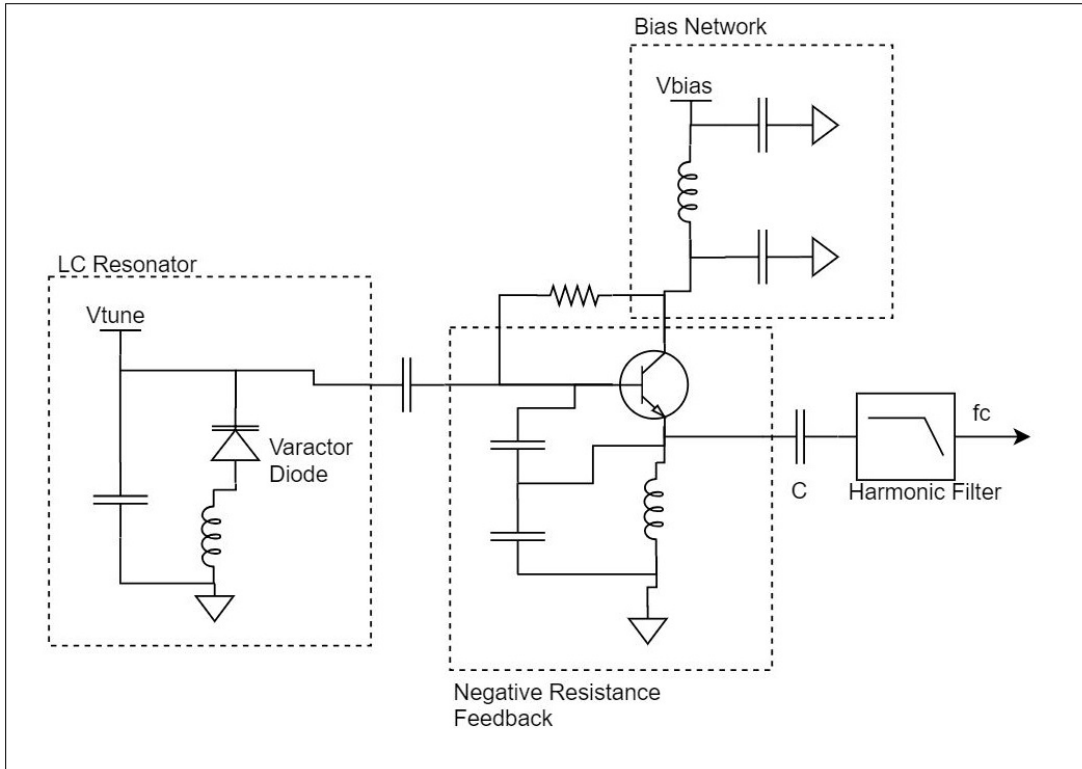 Bias Network
Vbias
LC Resonator
Vtune
Varactor
Diode
fc
C
Harmonic Filter
Negative Resistance
Feedback